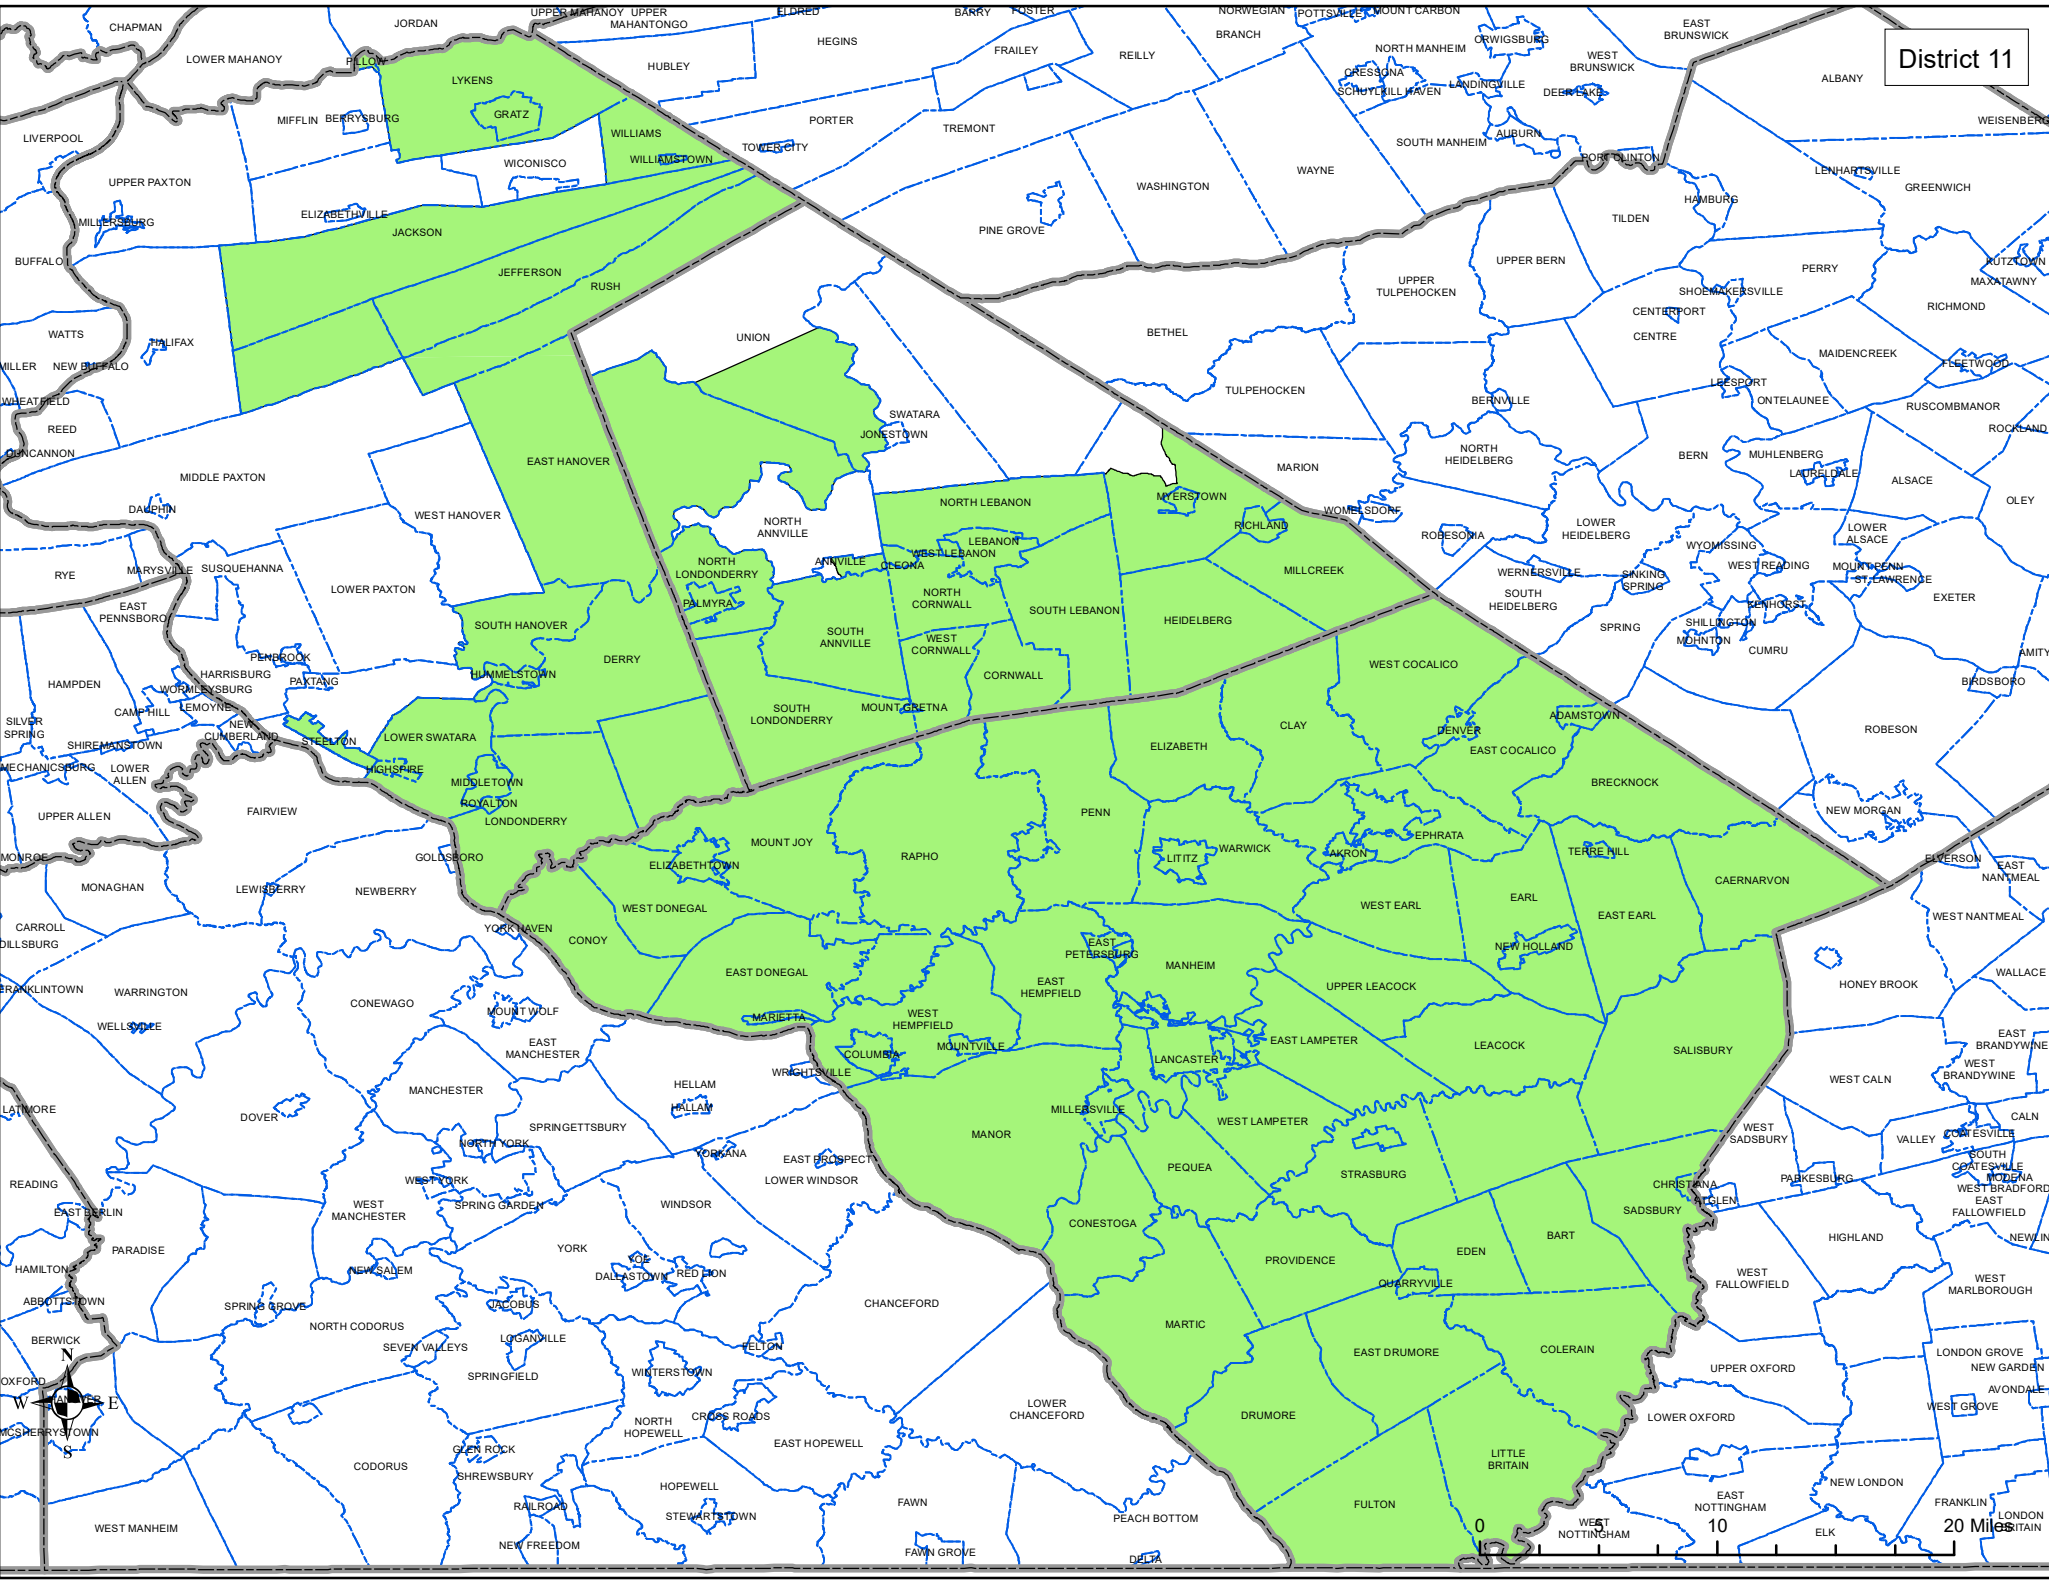 District 11
CHAPMAN
JORDAN
UPPER MAHANOY
UPPER
MAHANTONGO
ELDRED
BARRY
FOSTER
NORWEGIAN
POTTSVILLE
MOUNT CARBON
EAST
BRUNSWICK
LOWER MAHANOY
PILLOW
LYKENS
HUBLEY
HEGINS
FRAILEY
REILLY
BRANCH
NORTH MANHEIM
ORWIGSBURG
WEST
BRUNSWICK
CRESSONA
SCHUYLKILL HAVEN
LANDINGVILLE
DEER LAKE
ALBANY
MIFFLIN
BERRYSBURG
GRATZ
WILLIAMS
PORTER
TREMONT
SOUTH MANHEIM
AUBURN
WEISENBERG
LIVERPOOL
WICONISCO
WILLIAMSTOWN
TOWER CITY
PORT CLINTON
UPPER PAXTON
WASHINGTON
WAYNE
LENHARTSVILLE
GREENWICH
MILLERSBURG
ELIZABETHVILLE
JACKSON
PINE GROVE
TILDEN
HAMBURG
BUFFALO
JEFFERSON
RUSH
UPPER
TULPEHOCKEN
UPPER BERN
PERRY
KUTZTOWN
MAXATAWNY
SHOEMAKERSVILLE
RICHMOND
WATTS
HALIFAX
UNION
BETHEL
CENTERPORT
CENTRE
MAIDENCREEK
MILLER
NEW BUFFALO
FLEETWOOD
WHEATFIELD
REED
TULPEHOCKEN
BERNVILLE
LEESPORT
ONTELAUNEE
RUSCOMBMANOR
SWATARA
JONESTOWN
ROCKLAND
DUNCANNON
MIDDLE PAXTON
EAST HANOVER
MARION
NORTH
HEIDELBERG
BERN
MUHLENBERG
LAURELDALE
ALSACE
OLEY
DAUPHIN
WEST HANOVER
NORTH LEBANON
MYERSTOWN
WOMELSDORF
NORTH
ANNVILLE
RICHLAND
ROBESONIA
LOWER
HEIDELBERG
LOWER
ALSACE
RYE
MARYSVILLE
SUSQUEHANNA
LOWER PAXTON
NORTH
LONDONDERRY
ANNVILLE
CLEONA
LEBANON
WEST LEBANON
MILLCREEK
WERNERSVILLE
SINKING
SPRING
WYOMISSING
WEST READING
MOUNT PENN
ST. LAWRENCE
EXETER
EAST
PENNSBORO
PALMYRA
NORTH
CORNWALL
SOUTH LEBANON
HEIDELBERG
SOUTH
HEIDELBERG
SPRING
KENHORST
SHILLINGTON
MOHNTON
CUMRU
AMITY
SOUTH HANOVER
SOUTH
ANNVILLE
WEST
CORNWALL
CORNWALL
WEST COCALICO
BIRDSBORO
DERRY
HUMMELSTOWN
PENBROOK
PAXTANG
HARRISBURG
WORMLEYSBURG
LEMOYNE
HAMPDEN
CAMP HILL
SILVER
SPRING
NEW
CUMBERLAND
SHIREMANSTOWN
MECHANICSBURG
LOWER
ALLEN
STEELTON
LOWER SWATARA
HIGHSPIRE
SOUTH
LONDONDERRY
MOUNT GRETNA
ELIZABETH
CLAY
DENVER
ADAMSTOWN
EAST COCALICO
ROBESON
BRECKNOCK
MIDDLETOWN
ROYALTON
LONDONDERRY
UPPER ALLEN
FAIRVIEW
PENN
NEW MORGAN
MONROE
GOLDSBORO
MOUNT JOY
ELIZABETHTOWN
RAPHO
LITITZ
WARWICK
AKRON
EPHRATA
TERRE HILL
ELVERSON
EAST
NANTMEAL
MONAGHAN
LEWISBERRY
NEWBERRY
WEST DONEGAL
WEST EARL
EARL
EAST EARL
CAERNARVON
WEST NANTMEAL
CARROLL
DILLSBURG
YORK HAVEN
CONOY
EAST
PETERSBURG
NEW HOLLAND
FRANKLINTOWN
WARRINGTON
CONEWAGO
EAST DONEGAL
EAST
HEMPFIELD
MANHEIM
UPPER LEACOCK
HONEY BROOK
WALLACE
WELLSVILLE
MOUNT WOLF
MARIETTA
WEST
HEMPFIELD
MOUNTVILLE
COLUMBIA
LANCASTER
EAST LAMPETER
LEACOCK
SALISBURY
EAST
BRANDYWINE
EAST
MANCHESTER
WRIGHTSVILLE
HELLAM
HALLAM
WEST CALN
WEST
BRANDYWINE
LATIMORE
DOVER
MANCHESTER
SPRINGETTSBURY
MANOR
MILLERSVILLE
WEST LAMPETER
CALN
NORTH YORK
YORKANA
EAST PROSPECT
LOWER WINDSOR
PEQUEA
STRASBURG
WEST
SADSBURY
VALLEY
COATESVILLE
SOUTH
COATESVILLE
MODENA
WEST BRADFORD
EAST
FALLOWFIELD
PARKESBURG
READING
WEST YORK
EAST BERLIN
WEST
MANCHESTER
SPRING GARDEN
WINDSOR
CONESTOGA
CHRISTIANA
ATGLEN
SADSBURY
PARADISE
YORK
YOE
DALLASTOWN
RED LION
PROVIDENCE
EDEN
BART
HIGHLAND
NEWLIN
HAMILTON
NEW SALEM
QUARRYVILLE
WEST
FALLOWFIELD
WEST
MARLBOROUGH
ABBOTTSTOWN
SPRING GROVE
JACOBUS
CHANCEFORD
BERWICK
NORTH CODORUS
SEVEN VALLEYS
LOGANVILLE
FELTON
MARTIC
EAST DRUMORE
COLERAIN
LONDON GROVE
NEW GARDEN
N
W
E
S
OXFORD
SPRINGFIELD
WINTERSTOWN
UPPER OXFORD
AVONDALE
WEST GROVE
MCSHERRYSTOWN
CROSS ROADS
NORTH
HOPEWELL
LOWER
CHANCEFORD
DRUMORE
LOWER OXFORD
EAST HOPEWELL
GLEN ROCK
CODORUS
SHREWSBURY
LITTLE
BRITAIN
HOPEWELL
NEW LONDON
RAILROAD
STEWARTSTOWN
FAWN
PEACH BOTTOM
FULTON
EAST
NOTTINGHAM
FRANKLIN
LONDON
BRITAIN
WEST MANHEIM
NEW FREEDOM
FAWN GROVE
DELTA
WEST
NOTTINGHAM
ELK
0
5
10
20 Miles